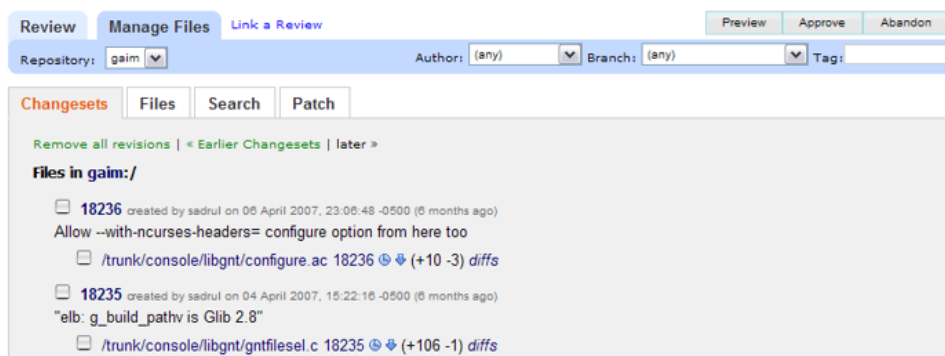 Review Manage Files Link a Review Preview Approve Abandon
Repository: gaim Author: (any) Branch: (any) Tag:
Changesets Files Search Patch
Remove all revisions | « Earlier Changesets | later »
Files in gaim:/
18236 created by sadrul on 06 April 2007, 23:06:48 -0500 (6 months ago)
Allow --with-ncurses-headers= configure option from here too
/trunk/console/libgnt/configure.ac 18236 (+10 -3) diffs
18235 created by sadrul on 04 April 2007, 15:22:16 -0500 (6 months ago)
"elb: g_build_pathv is Glib 2.8"
/trunk/console/libgnt/gntfilesel.c 18235 (+106 -1) diffs